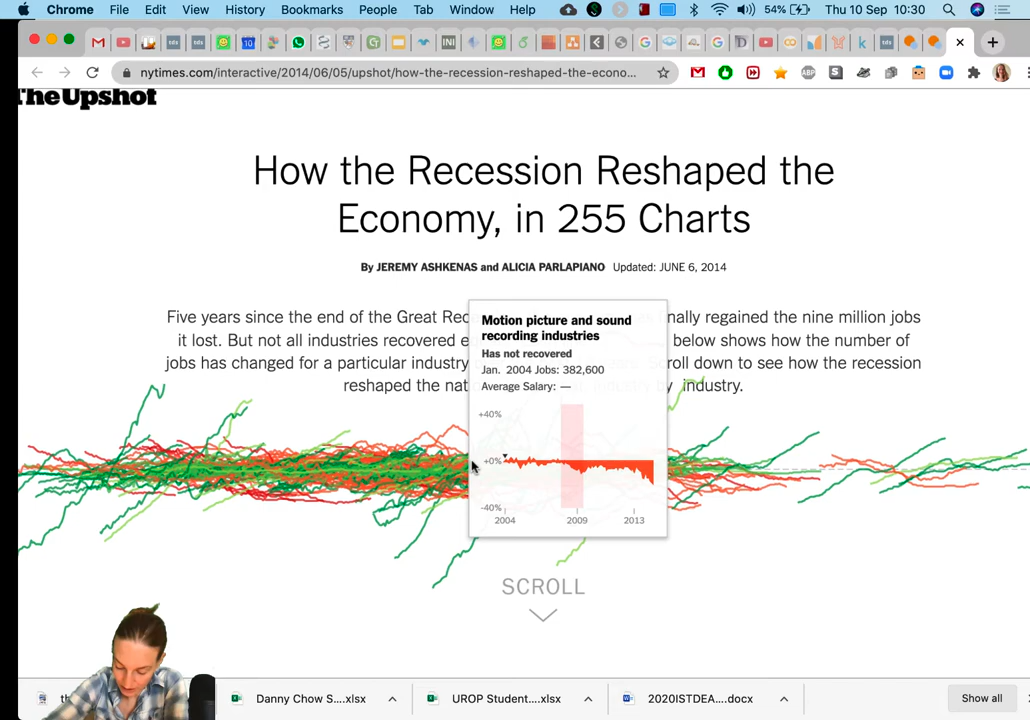 Chrome File Edit View History Bookmarks People Tab Window Help 54% Thu 10 Sep 10:30
nytimes.com/interactive/2014/06/05/upshot/how-the-recession-reshaped-the-econo...
The Upshot
How the Recession Reshaped the
Economy, in 255 Charts
By JEREMY ASHKENAS and ALICIA PARLAPIANO Updated: JUNE 6, 2014
Five years since the end of the Great Rec finally regained the nine million jobs
it lost. But not all industries recovered e below shows how the number of
jobs has changed for a particular industry Scroll down to see how the recession
reshaped the nat industry by industry.
Motion picture and sound
recording industries
Has not recovered
Jan. 2004 Jobs: 382,600
Average Salary: —
+40%
+0%
-40%
2004 2009 2013
SCROLL
th Danny Chow S....xlsx UROP Student....xlsx 2020ISTDEA....docx Show all